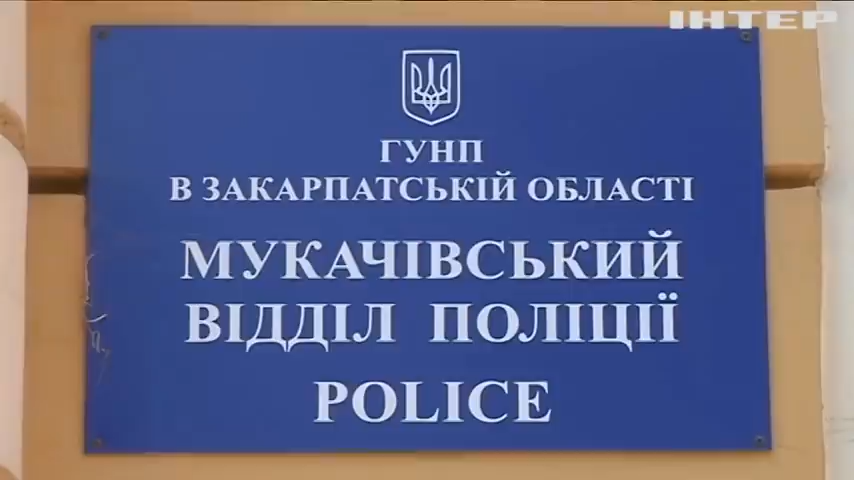 ІНТЕР
ГУНП
В ЗАКАРПАТСЬКІЙ ОБЛАСТІ
МУКАЧІВСЬКИЙ
ВІДДІЛ ПОЛІЦІЇ
POLICE